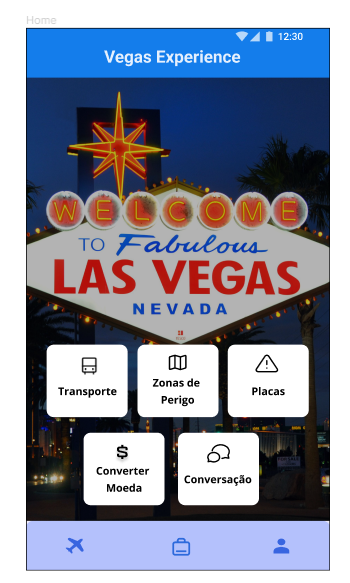 Home
12:30
Vegas Experience
WELCOME
TO Fabulous
LAS VEGAS
NEVADA
Transporte
Zonas de
Perigo
Placas
$
Converter
Moeda
Conversação